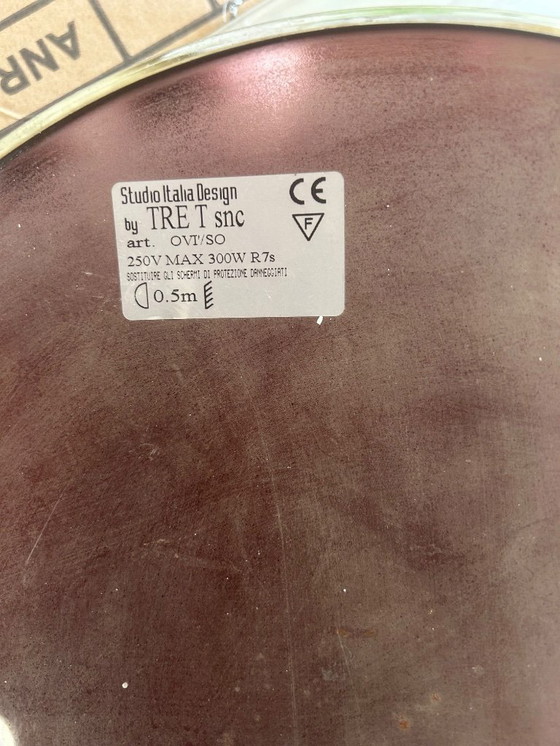 ANR
Studio Italia Design
by TRE T snc
art. OVI'/SO
250V MAX 300W R7s
SOSTITUIRE GLI SCHERMI DI PROTEZIONE DANNEGGIATI
0.5m
CE
F